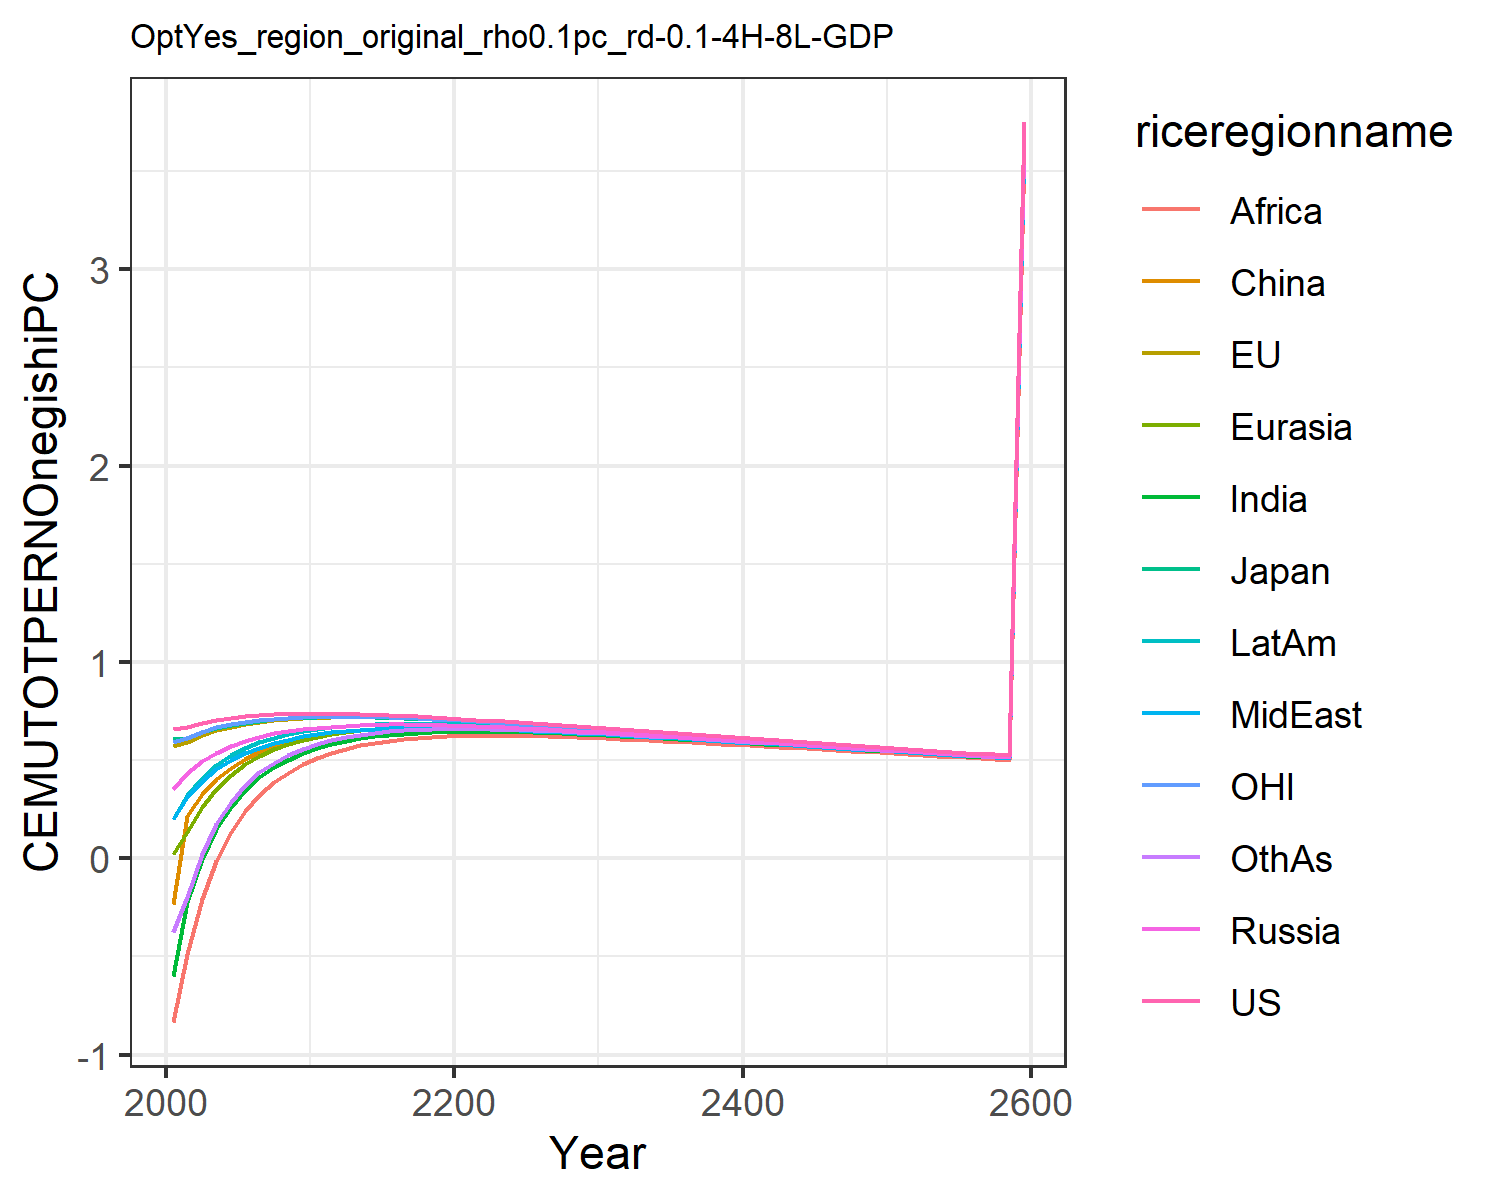 OptYes_region_original_rho0.1pc_rd-0.1-4H-8L-GDP
CEMUTOTPERNOnegishiPC
3
2
1
0
-1
2000 2200 2400 2600
Year
riceregionname
Africa
China
EU
Eurasia
India
Japan
LatAm
MidEast
OHI
OthAs
Russia
US